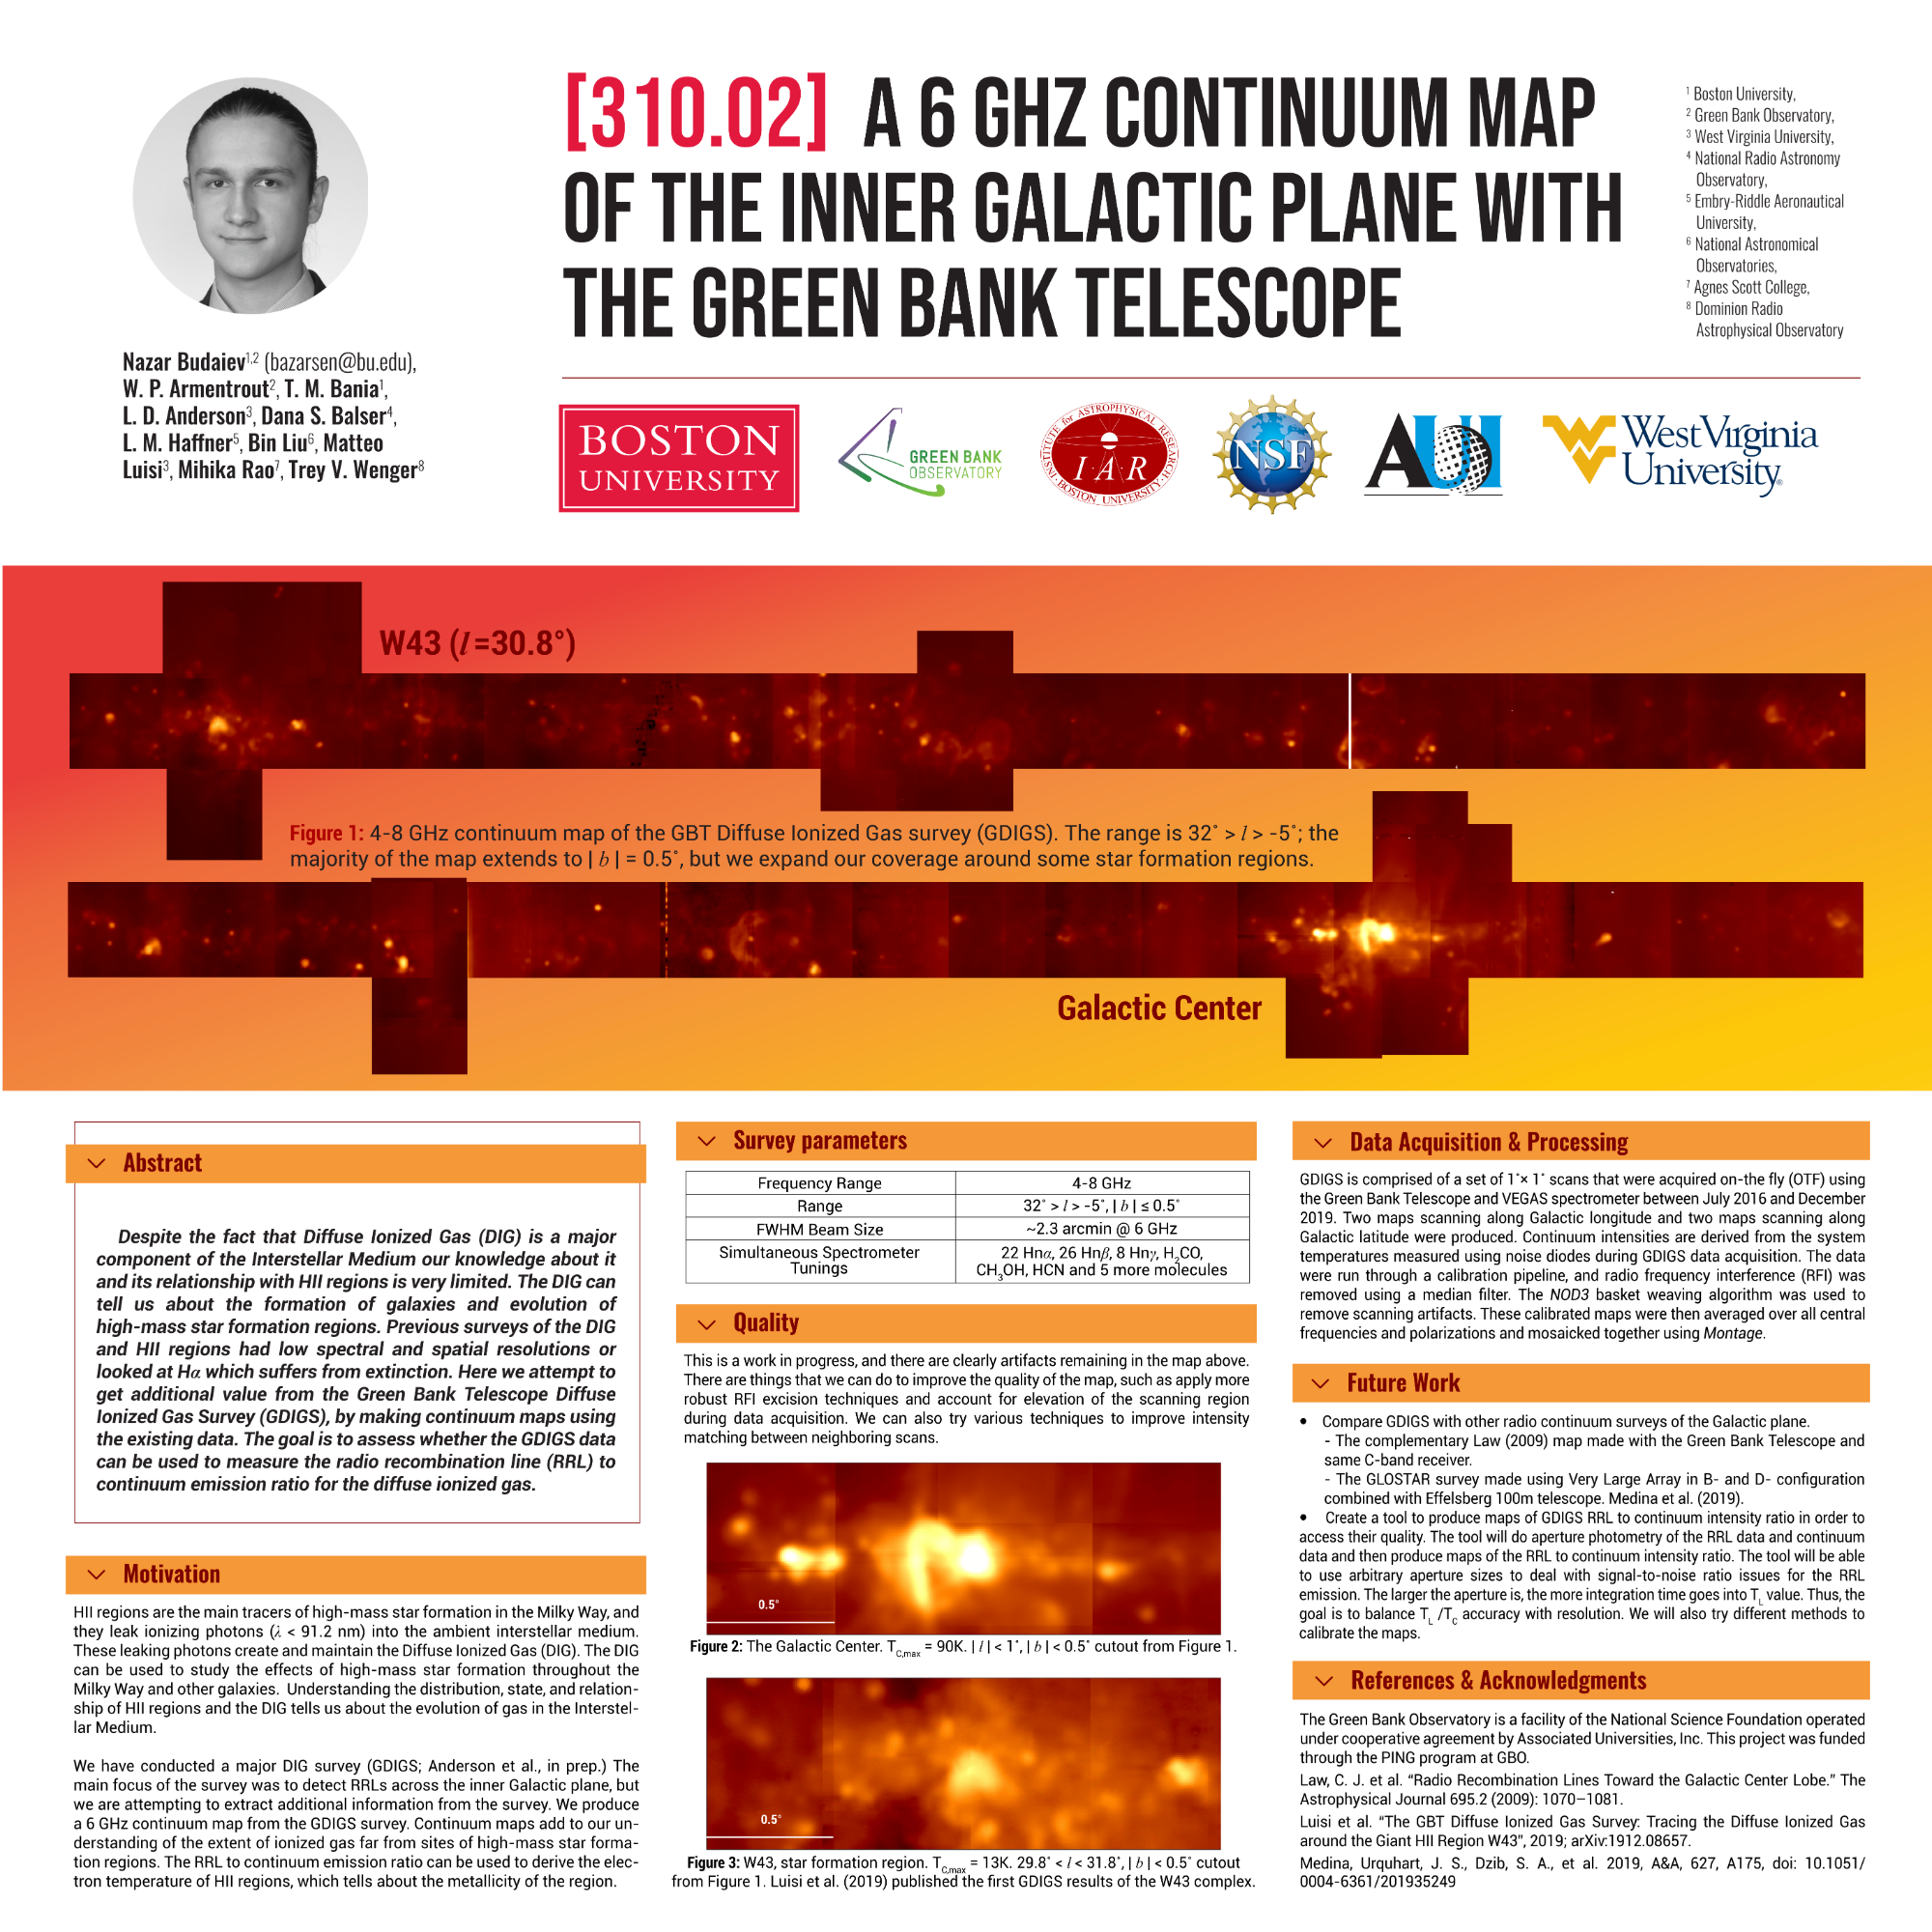 [310.02] A 6 GHZ CONTINUUM MAP
OF THE INNER GALACTIC PLANE WITH
THE GREEN BANK TELESCOPE
Nazar Budaiev1,2 (bazarsen@bu.edu),
W. P. Armentrout2, T. M. Bania1,
L. D. Anderson3, Dana S. Balser4,
L. M. Haffner5, Bin Liu6, Matteo
Luisi3, Mihika Rao7, Trey V. Wenger8
1 Boston University,
2 Green Bank Observatory,
3 West Virginia University,
4 National Radio Astronomy
Observatory,
5 Embry-Riddle Aeronautical
University,
6 National Astronomical
Observatories,
7 Agnes Scott College,
8 Dominion Radio
Astrophysical Observatory
BOSTON
UNIVERSITY
GREEN BANK
OBSERVATORY
INSTITUTE for ASTROPHYSICAL RESEARCH
I·A·R
·BOSTON UNIVERSITY·
NSF
AUI
West Virginia
University®
W43 (l=30.8°)
Figure 1: 4-8 GHz continuum map of the GBT Diffuse Ionized Gas survey (GDIGS). The range is 32° > l > -5°; the
majority of the map extends to | b | = 0.5°, but we expand our coverage around some star formation regions.
Galactic Center
Abstract
Despite the fact that Diffuse Ionized Gas (DIG) is a major
component of the Interstellar Medium our knowledge about it
and its relationship with HII regions is very limited. The DIG can
tell us about the formation of galaxies and evolution of
high-mass star formation regions. Previous surveys of the DIG
and HII regions had low spectral and spatial resolutions or
looked at Hα which suffers from extinction. Here we attempt to
get additional value from the Green Bank Telescope Diffuse
Ionized Gas Survey (GDIGS), by making continuum maps using
the existing data. The goal is to assess whether the GDIGS data
can be used to measure the radio recombination line (RRL) to
continuum emission ratio for the diffuse ionized gas.
Motivation
HII regions are the main tracers of high-mass star formation in the Milky Way, and
they leak ionizing photons (λ < 91.2 nm) into the ambient interstellar medium.
These leaking photons create and maintain the Diffuse Ionized Gas (DIG). The DIG
can be used to study the effects of high-mass star formation throughout the
Milky Way and other galaxies. Understanding the distribution, state, and relation-
ship of HII regions and the DIG tells us about the evolution of gas in the Interstel-
lar Medium.
We have conducted a major DIG survey (GDIGS; Anderson et al., in prep.) The
main focus of the survey was to detect RRLs across the inner Galactic plane, but
we are attempting to extract additional information from the survey. We produce
a 6 GHz continuum map from the GDIGS survey. Continuum maps add to our un-
derstanding of the extent of ionized gas far from sites of high-mass star forma-
tion regions. The RRL to continuum emission ratio can be used to derive the elec-
tron temperature of HII regions, which tells about the metallicity of the region.
Survey parameters
Frequency Range 4-8 GHz
Range 32° > l > -5°, | b | ≤ 0.5°
FWHM Beam Size ~2.3 arcmin @ 6 GHz
Simultaneous Spectrometer
Tunings
22 Hnα, 26 Hnβ, 8 Hnγ, H2CO,
CH3OH, HCN and 5 more molecules
Quality
This is a work in progress, and there are clearly artifacts remaining in the map above.
There are things that we can do to improve the quality of the map, such as apply more
robust RFI excision techniques and account for elevation of the scanning region
during data acquisition. We can also try various techniques to improve intensity
matching between neighboring scans.
0.5°
Figure 2: The Galactic Center. TC,max = 90K. | l | < 1°, | b | < 0.5° cutout from Figure 1.
0.5°
Figure 3: W43, star formation region. TC,max = 13K. 29.8° < l < 31.8°, | b | < 0.5° cutout
from Figure 1. Luisi et al. (2019) published the first GDIGS results of the W43 complex.
Data Acquisition & Processing
GDIGS is comprised of a set of 1°× 1° scans that were acquired on-the fly (OTF) using
the Green Bank Telescope and VEGAS spectrometer between July 2016 and December
2019. Two maps scanning along Galactic longitude and two maps scanning along
Galactic latitude were produced. Continuum intensities are derived from the system
temperatures measured using noise diodes during GDIGS data acquisition. The data
were run through a calibration pipeline, and radio frequency interference (RFI) was
removed using a median filter. The NOD3 basket weaving algorithm was used to
remove scanning artifacts. These calibrated maps were then averaged over all central
frequencies and polarizations and mosaicked together using Montage.
Future Work
• Compare GDIGS with other radio continuum surveys of the Galactic plane.
- The complementary Law (2009) map made with the Green Bank Telescope and
same C-band receiver.
- The GLOSTAR survey made using Very Large Array in B- and D- configuration
combined with Effelsberg 100m telescope. Medina et al. (2019).
• Create a tool to produce maps of GDIGS RRL to continuum intensity ratio in order to
access their quality. The tool will do aperture photometry of the RRL data and continuum
data and then produce maps of the RRL to continuum intensity ratio. The tool will be able
to use arbitrary aperture sizes to deal with signal-to-noise ratio issues for the RRL
emission. The larger the aperture is, the more integration time goes into TL value. Thus, the
goal is to balance TL /TC accuracy with resolution. We will also try different methods to
calibrate the maps.
References & Acknowledgments
The Green Bank Observatory is a facility of the National Science Foundation operated
under cooperative agreement by Associated Universities, Inc. This project was funded
through the PING program at GBO.
Law, C. J. et al. “Radio Recombination Lines Toward the Galactic Center Lobe.” The
Astrophysical Journal 695.2 (2009): 1070–1081.
Luisi et al. “The GBT Diffuse Ionized Gas Survey: Tracing the Diffuse Ionized Gas
around the Giant HII Region W43”, 2019; arXiv:1912.08657.
Medina, Urquhart, J. S., Dzib, S. A., et al. 2019, A&A, 627, A175, doi: 10.1051/
0004-6361/201935249